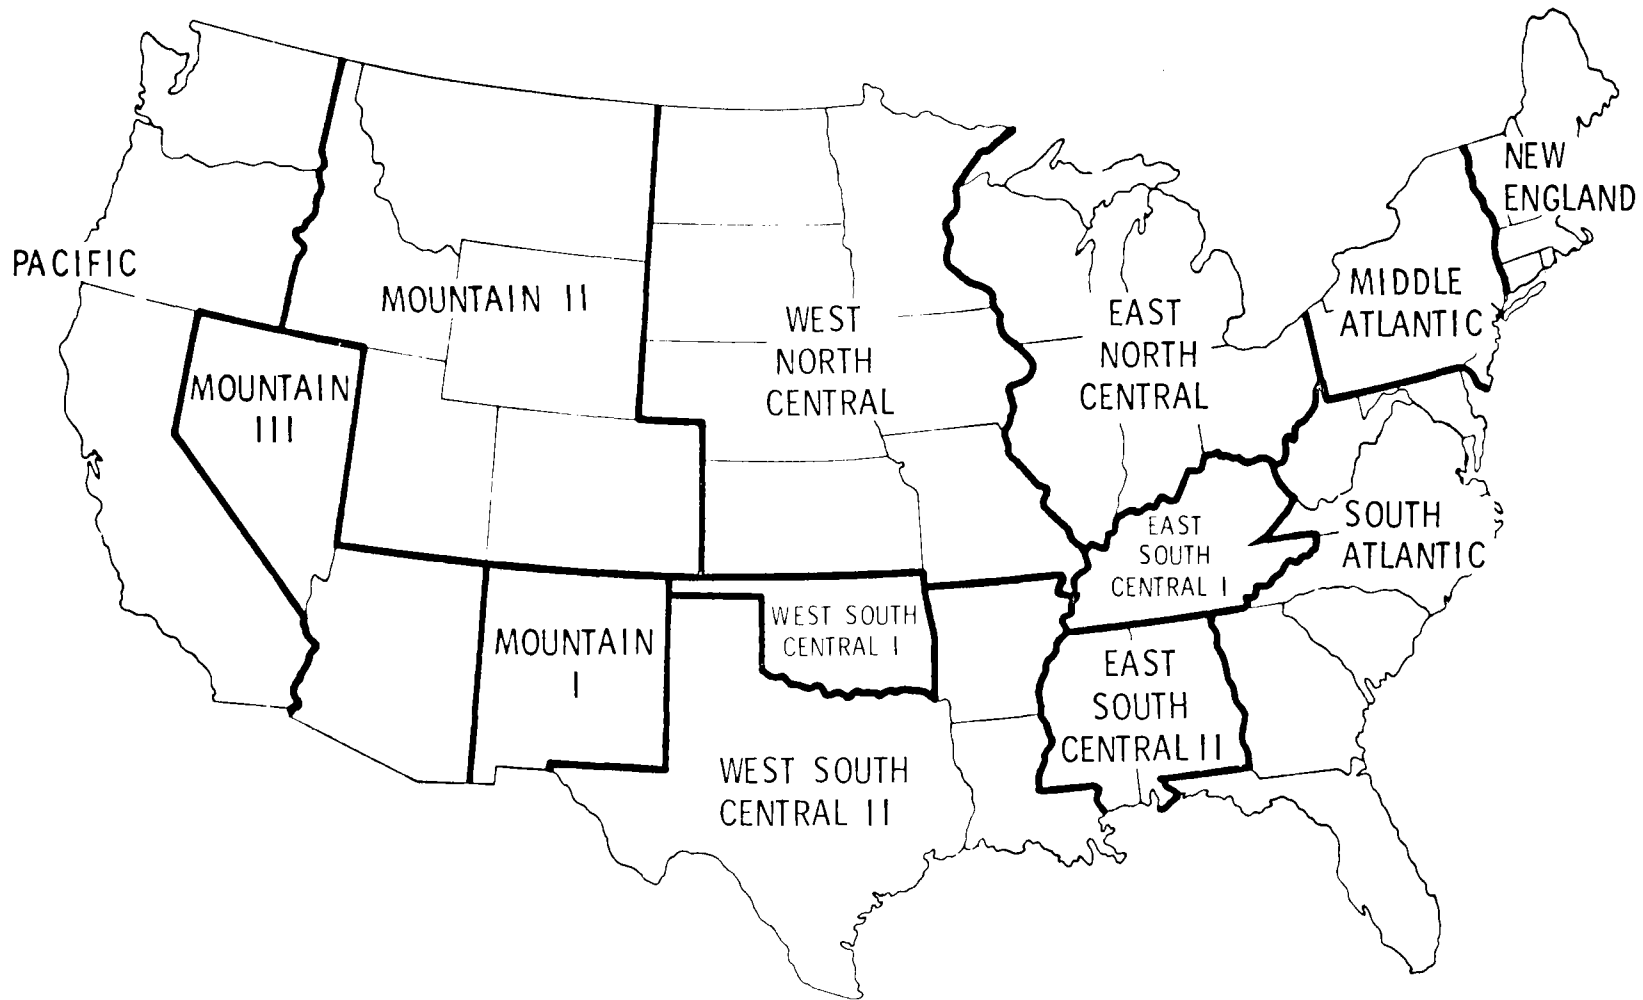 NEW
ENGLAND
PACIFIC
MOUNTAIN II
MIDDLE
ATLANTIC
WEST
NORTH
CENTRAL
EAST
NORTH
CENTRAL
MOUNTAIN
III
SOUTH
ATLANTIC
EAST
SOUTH
CENTRAL I
WEST SOUTH
CENTRAL I
MOUNTAIN
I
EAST
SOUTH
CENTRAL II
WEST SOUTH
CENTRAL II